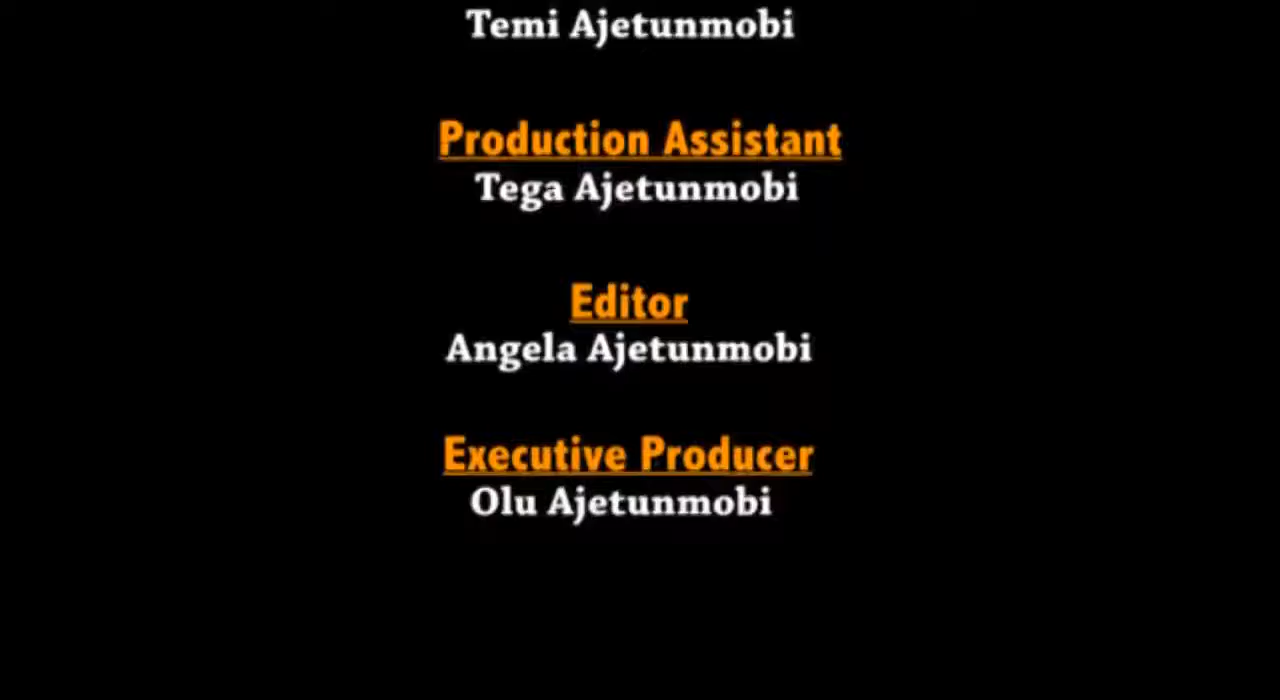 Temi Ajetunmobi
Production Assistant
Tega Ajetunmobi
Editor
Angela Ajetunmobi
Executive Producer
Olu Ajetunmobi